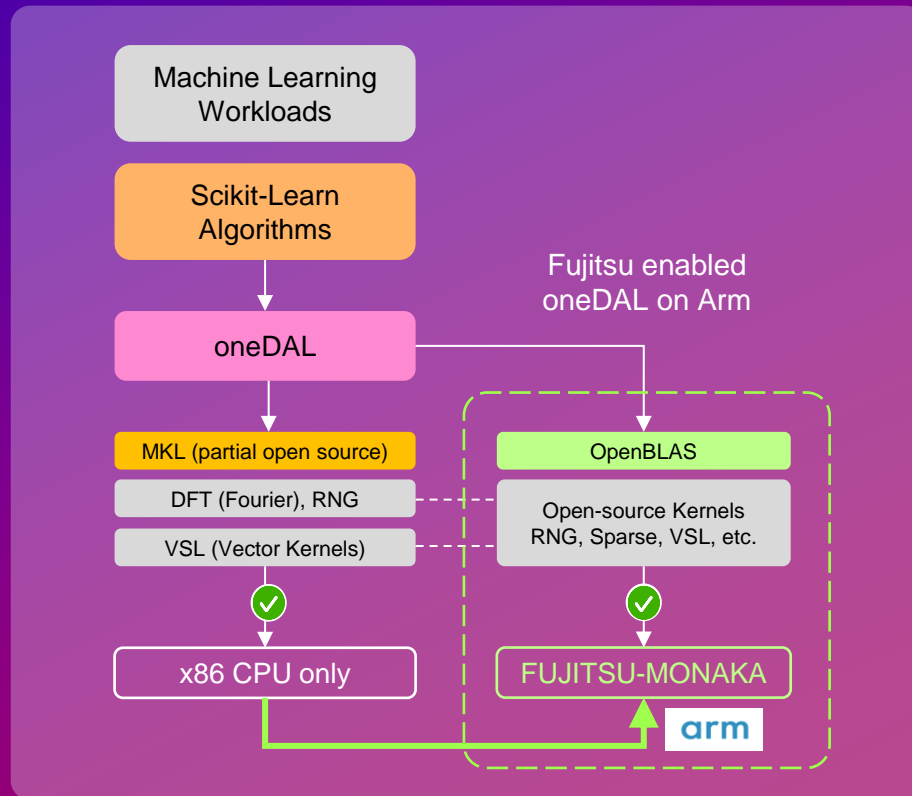 Machine Learning
Workloads
Scikit-Learn
Algorithms
Fujitsu enabled
oneDAL on Arm
oneDAL
MKL (partial open source)
OpenBLAS
DFT (Fourier), RNG
Open-source Kernels
RNG, Sparse, VSL, etc.
VSL (Vector Kernels)
x86 CPU only
FUJITSU-MONAKA
arm